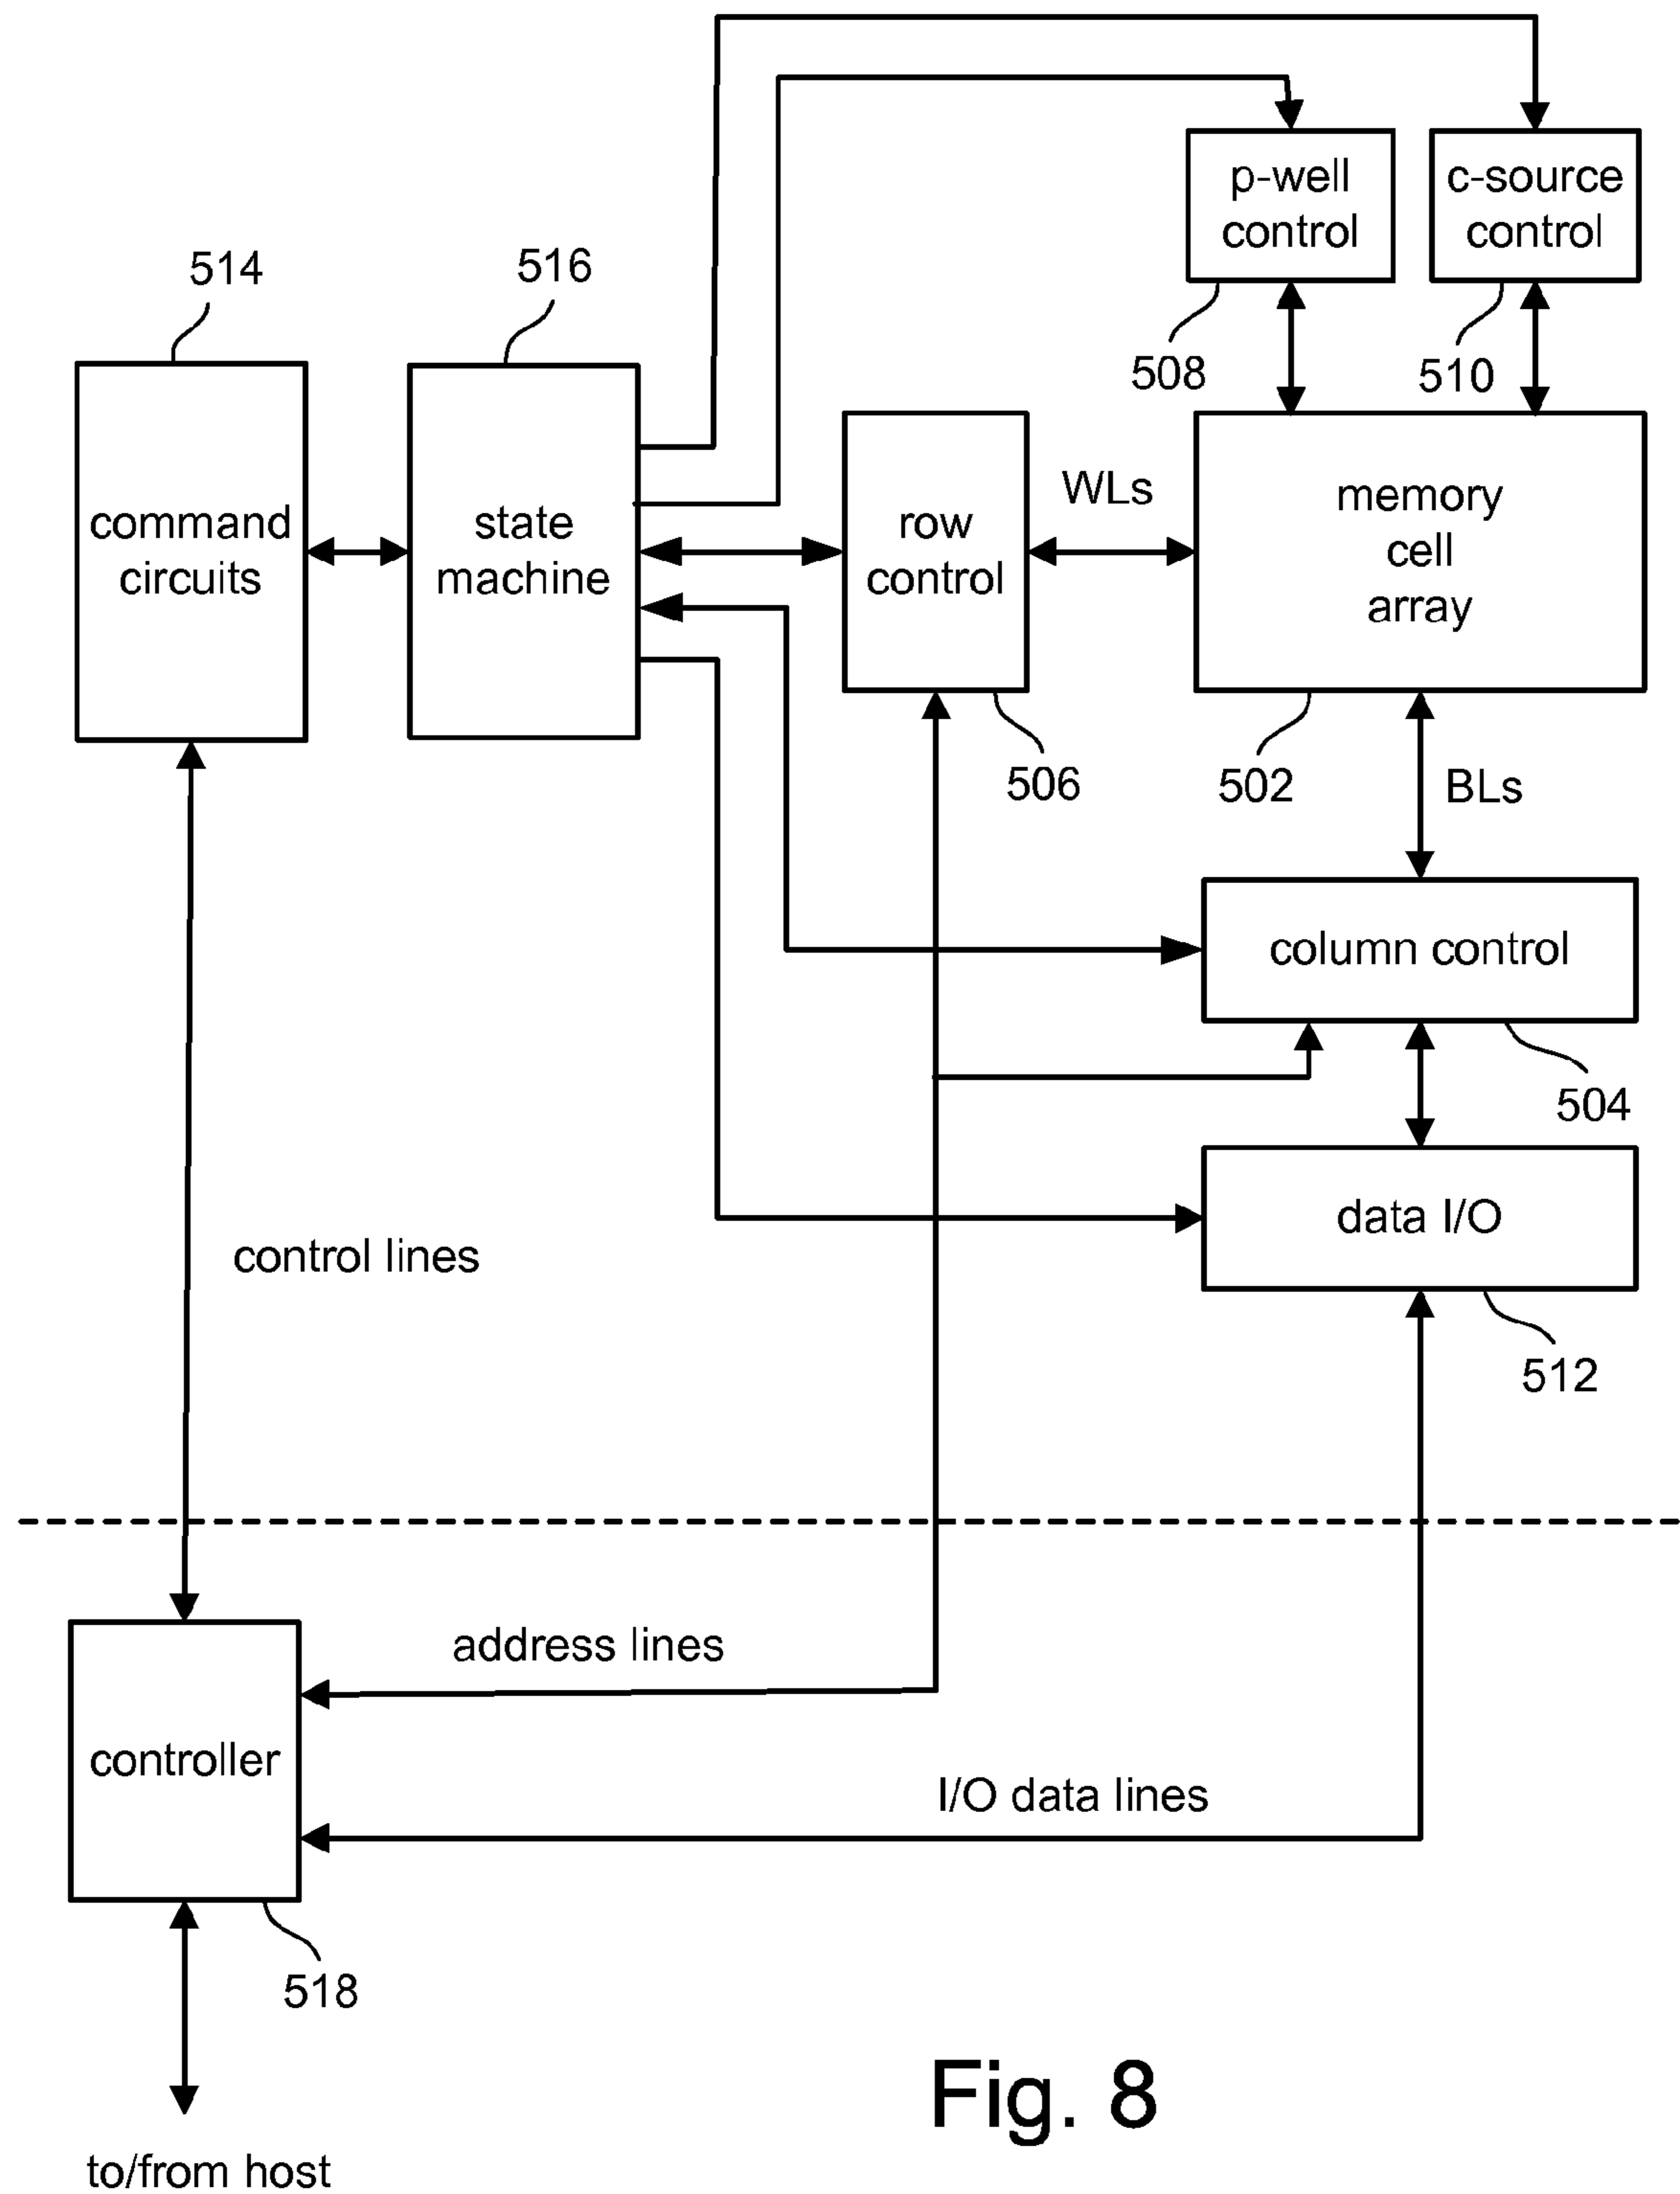 p-well
control
c-source
control
514
516
508
510
command
circuits
state
machine
row
control
WLs
memory
cell
array
506
502
BLs
column control
504
data I/O
control lines
512
address lines
controller
I/O data lines
518
Fig. 8
to/from host